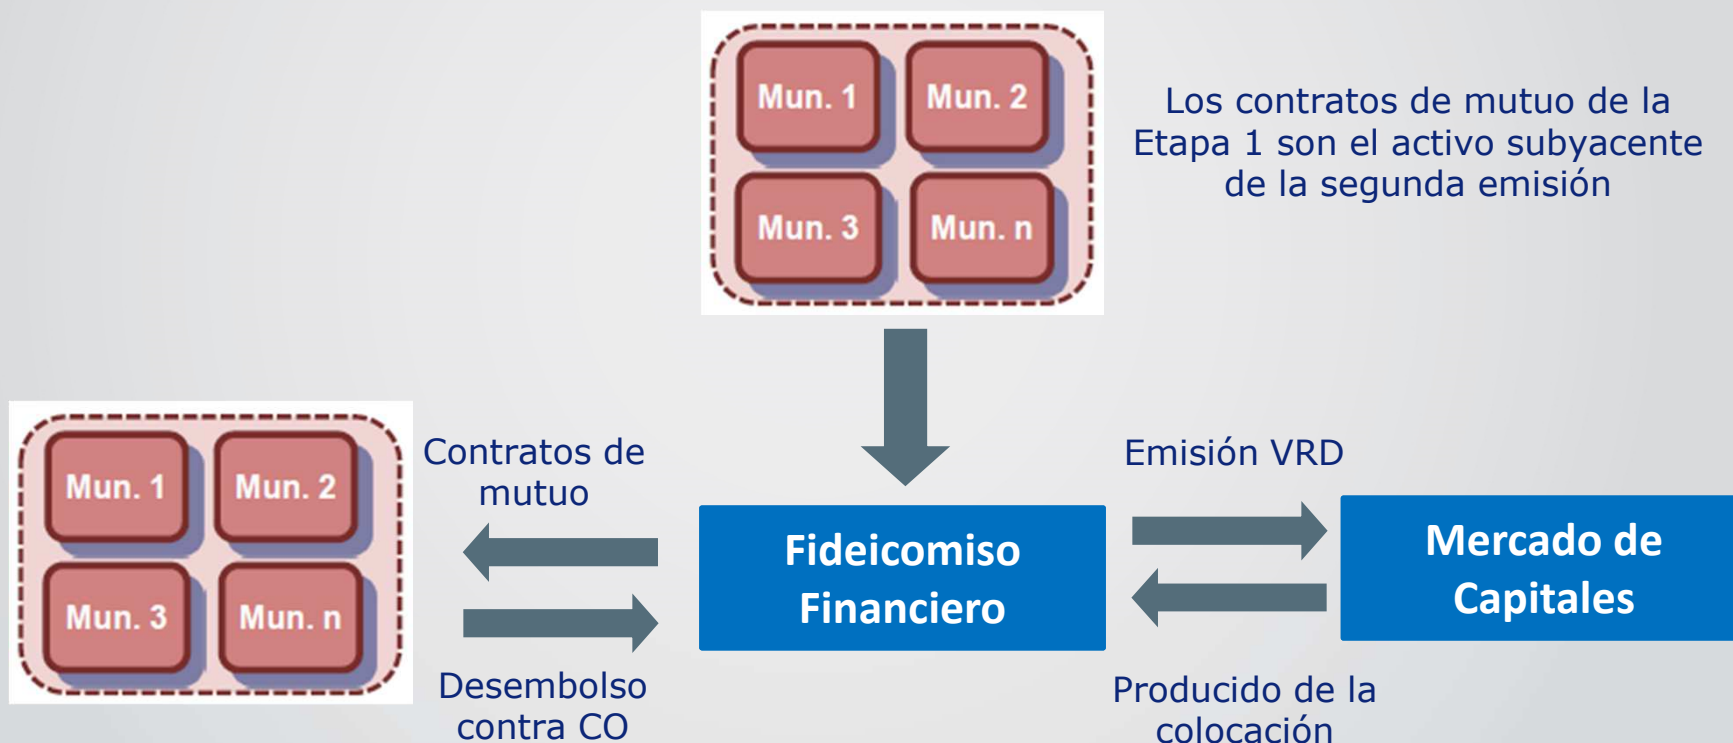 Mun. 1
Mun. 2
Mun. 3
Mun. n
Los contratos de mutuo de la
Etapa 1 son el activo subyacente
de la segunda emisión
Mun. 1
Mun. 2
Mun. 3
Mun. n
Contratos de
mutuo
Desembolso
contra CO
Fideicomiso
Financiero
Emisión VRD
Producido de la
colocación
Mercado de
Capitales